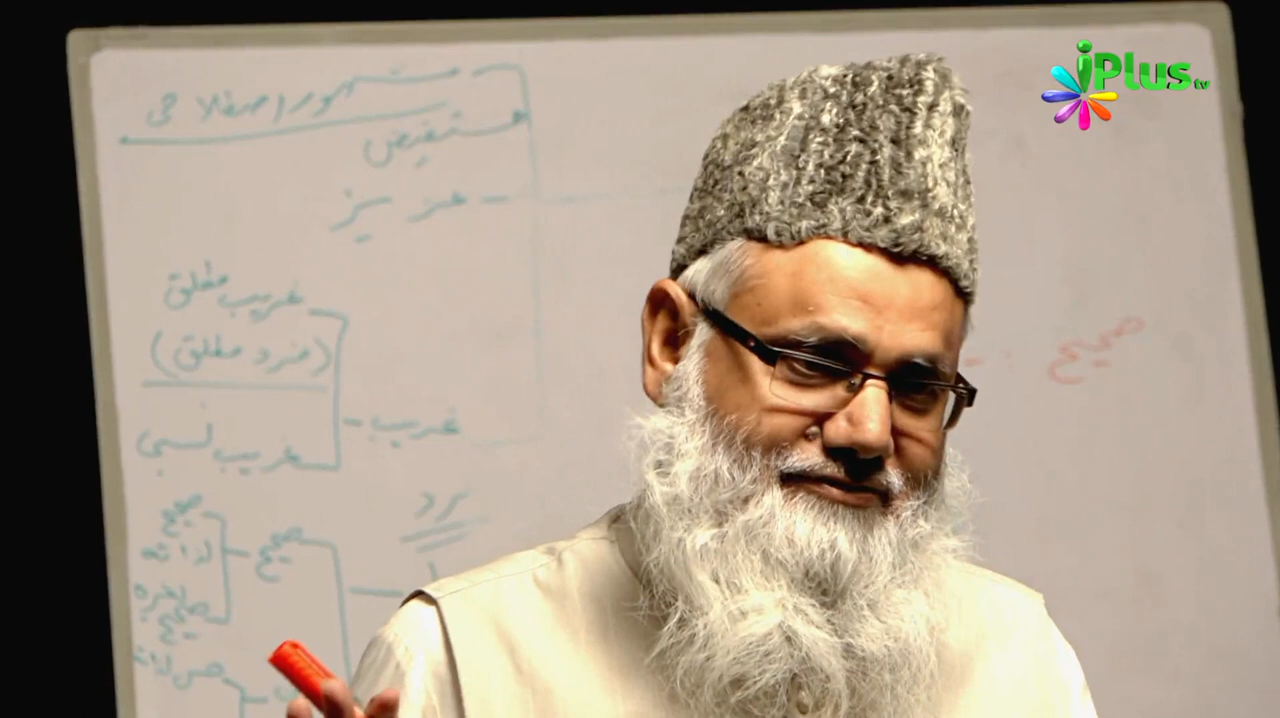 iPlus tv
مشہور اصطلاحی
مستفیض
عزیز
غریب مطلق
(فرد مطلق)
غریب
غریب نسبی
صحیح
صحیح
لذاتہ
صحیح
لغیرہ
صحیح